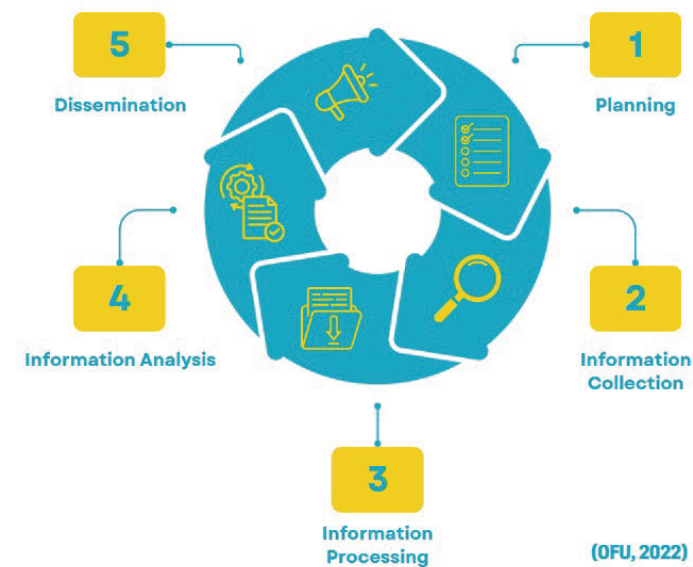 1
Planning
2
Information
Collection
3
Information
Processing
4
Information Analysis
5
Dissemination
(OFU, 2022)